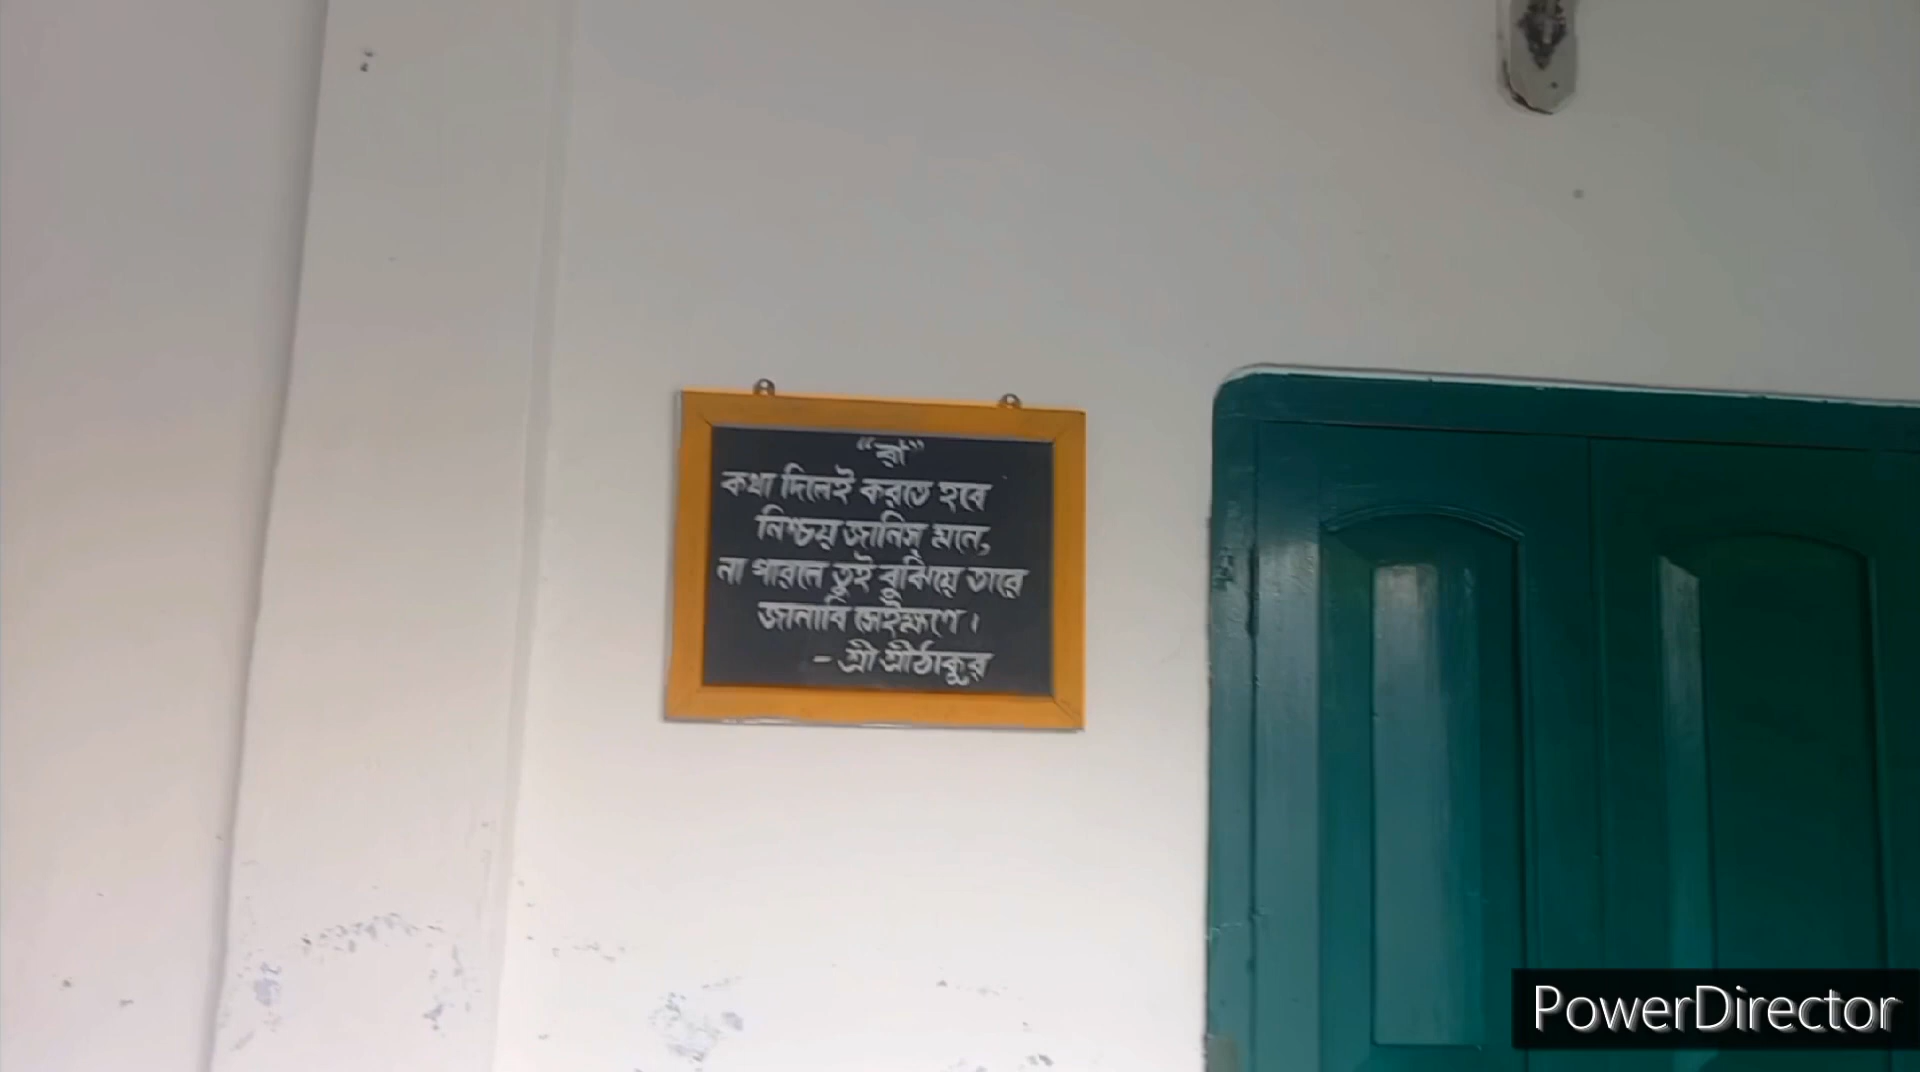 “রা”
কথা দিলেই করতে হবে
নিশ্চয় জানিস্ মনে,
না পারলে তুই বুঝিয়ে তারে
জানাবি সেইক্ষণে।
- শ্রীশ্রীঠাকুর
PowerDirector